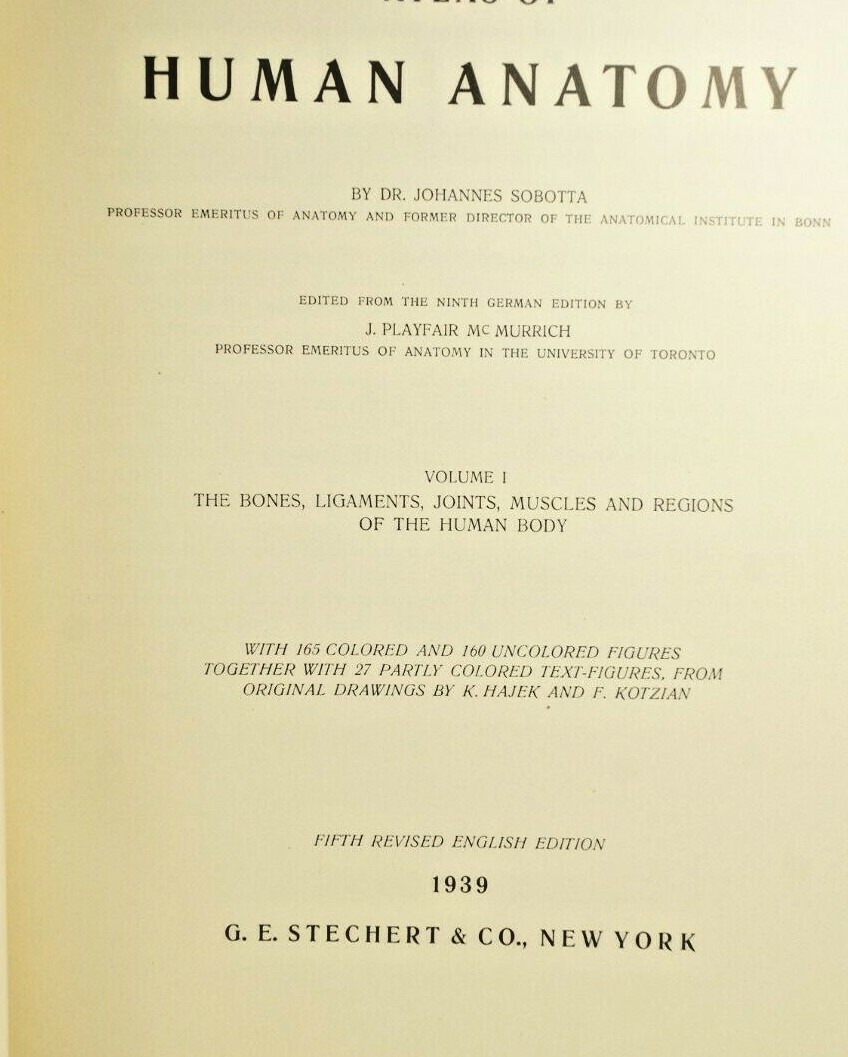 ATLAS OF
HUMAN ANATOMY
BY DR. JOHANNES SOBOTTA
PROFESSOR EMERITUS OF ANATOMY AND FORMER DIRECTOR OF THE ANATOMICAL INSTITUTE IN BONN
EDITED FROM THE NINTH GERMAN EDITION BY
J. PLAYFAIR MC MURRICH
PROFESSOR EMERITUS OF ANATOMY IN THE UNIVERSITY OF TORONTO
VOLUME I
THE BONES, LIGAMENTS, JOINTS, MUSCLES AND REGIONS
OF THE HUMAN BODY
WITH 165 COLORED AND 160 UNCOLORED FIGURES
TOGETHER WITH 27 PARTLY COLORED TEXT-FIGURES, FROM
ORIGINAL DRAWINGS BY K. HAJEK AND F. KOTZIAN
FIFTH REVISED ENGLISH EDITION
1939
G. E. STECHERT & CO., NEW YORK